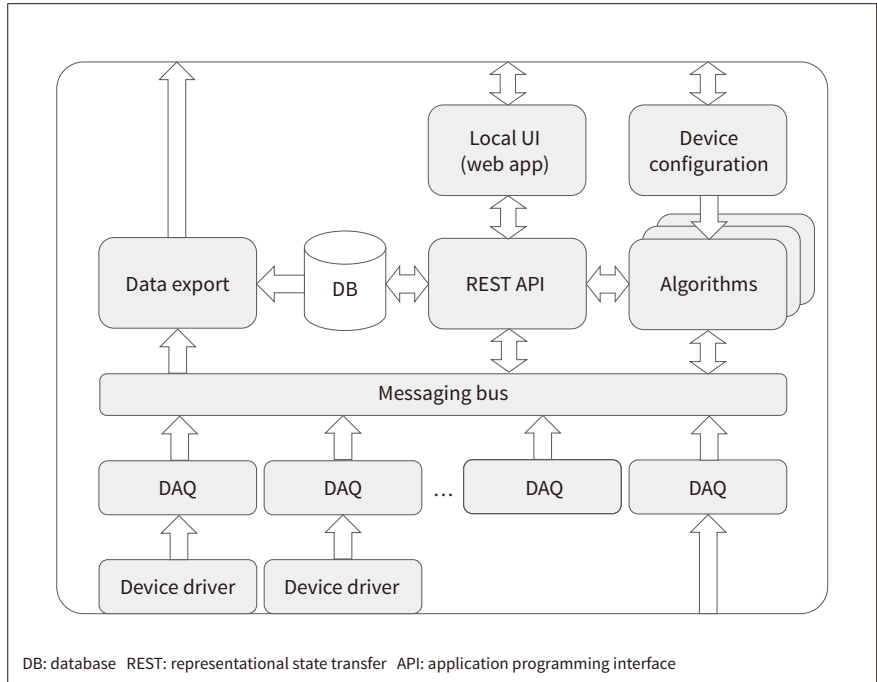 Local UI
(web app)
Device
configuration
Data export
DB
REST API
Algorithms
Messaging bus
DAQ
DAQ
...
DAQ
DAQ
Device driver
Device driver
DB: database REST: representational state transfer API: application programming interface